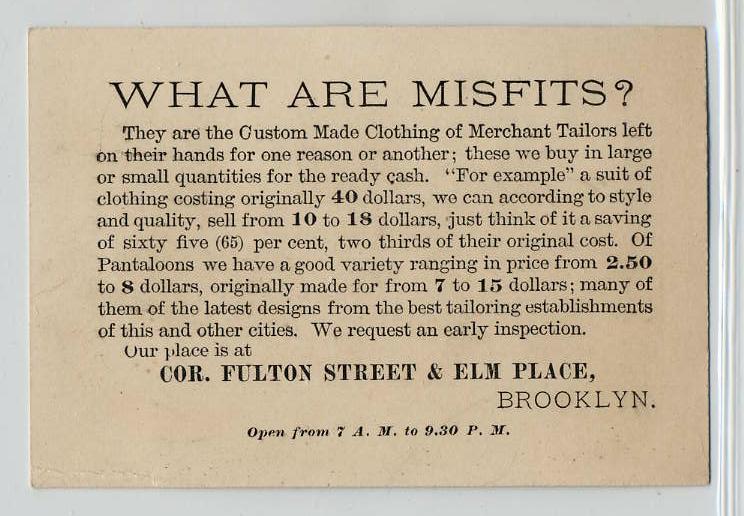 WHAT ARE MISFITS?
They are the Custom Made Clothing of Merchant Tailors left
on their hands for one reason or another; these we buy in large
or small quantities for the ready cash. "For example" a suit of
clothing costing originally 40 dollars, we can according to style
and quality, sell from 10 to 18 dollars, just think of it a saving
of sixty five (65) per cent, two thirds of their original cost. Of
Pantaloons we have a good variety ranging in price from 2.50
to 8 dollars, originally made for from 7 to 15 dollars; many of
them of the latest designs from the best tailoring establishments
of this and other cities. We request an early inspection.
Our place is at
COR. FULTON STREET & ELM PLACE,
BROOKLYN.
Open from 7 A. M. to 9.30 P. M.